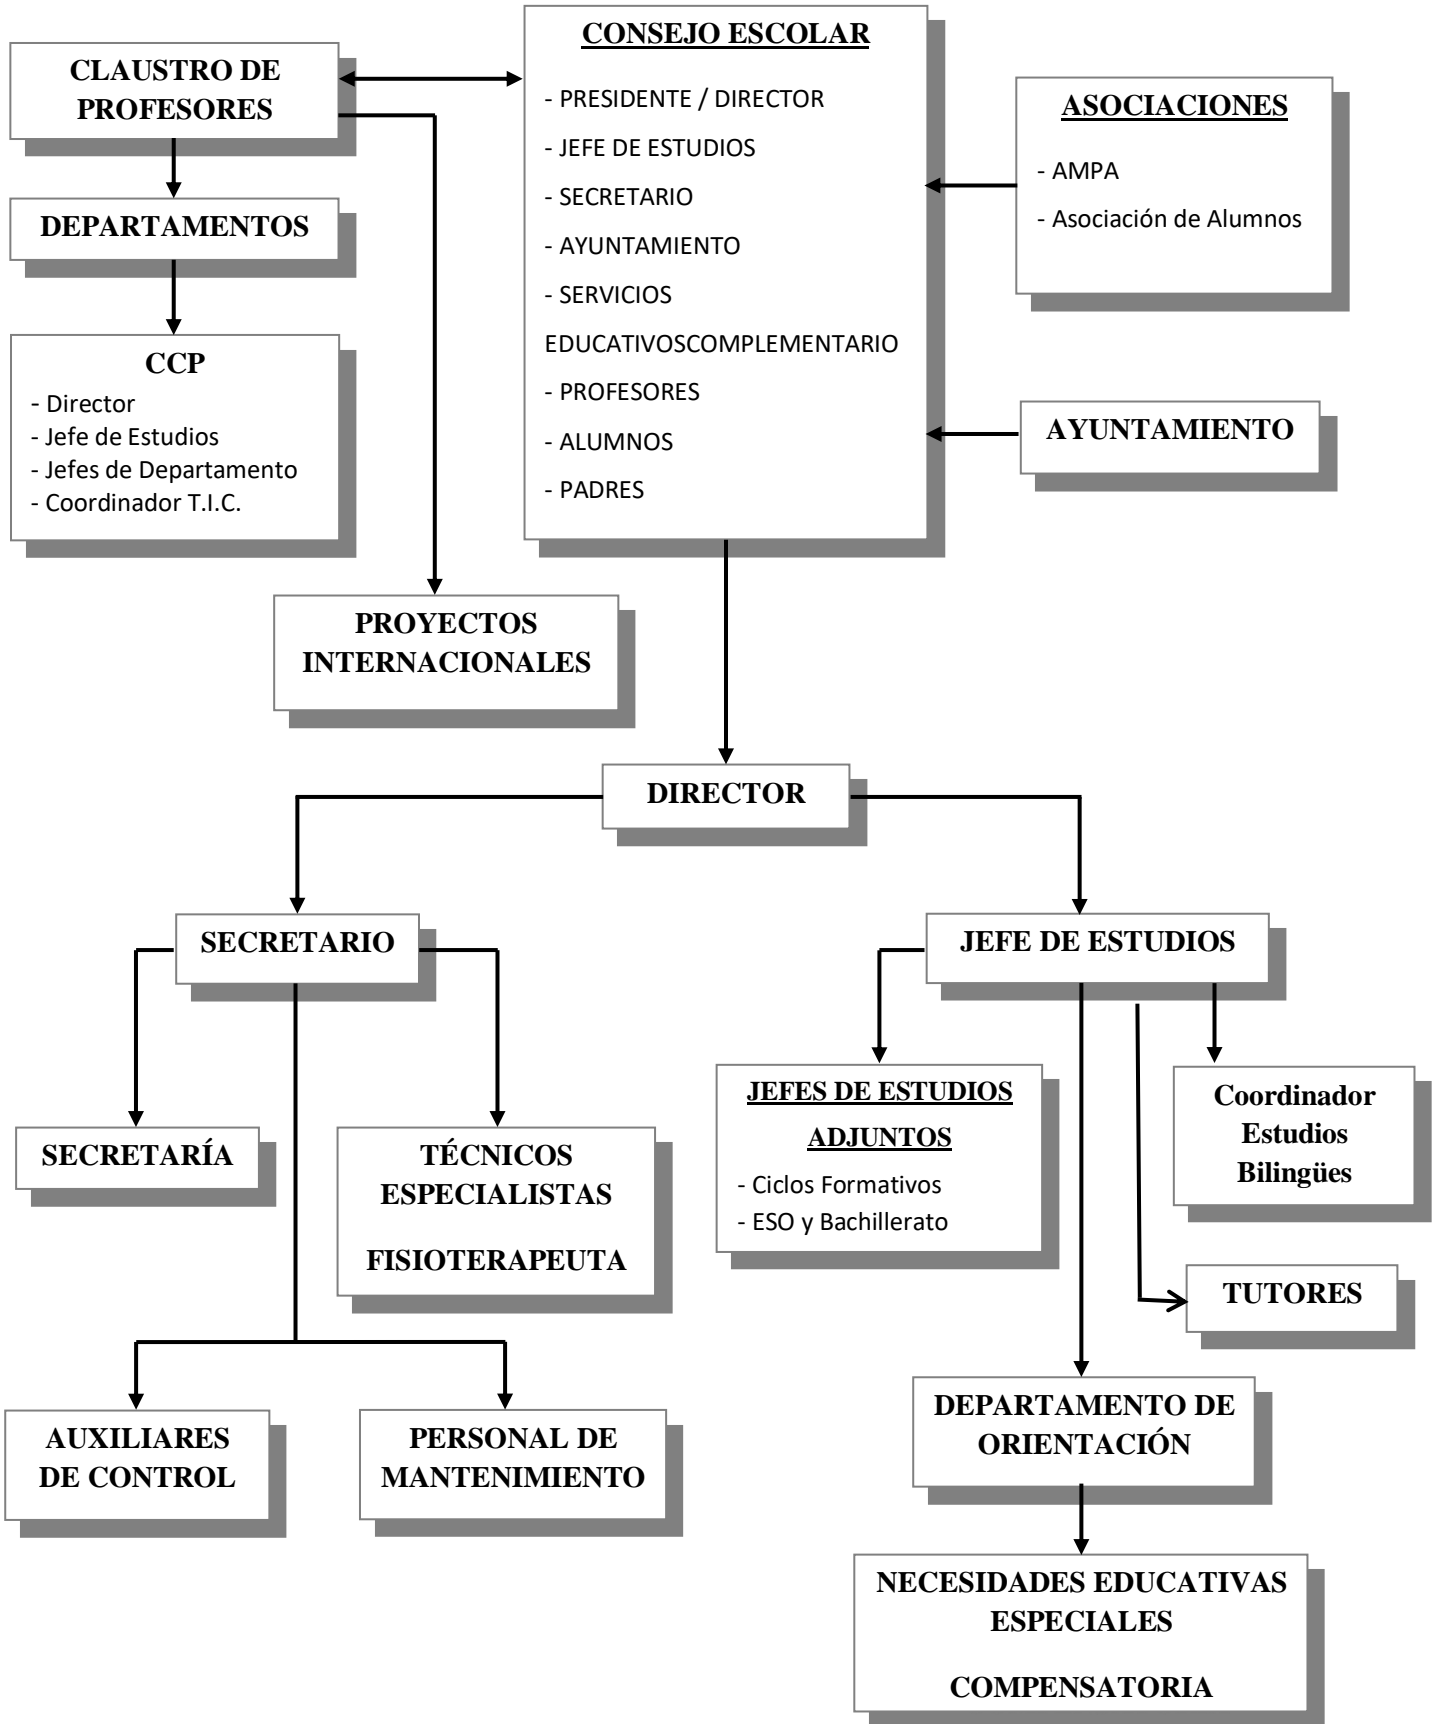 CONSEJO ESCOLAR
- PRESIDENTE / DIRECTOR
- JEFE DE ESTUDIOS
- SECRETARIO
- AYUNTAMIENTO
- SERVICIOS
EDUCATIVOSCOMPLEMENTARIO
- PROFESORES
- ALUMNOS
- PADRES
CLAUSTRO DE
PROFESORES
DEPARTAMENTOS
CCP
- Director
- Jefe de Estudios
- Jefes de Departamento
- Coordinador T.I.C.
ASOCIACIONES
- AMPA
- Asociación de Alumnos
AYUNTAMIENTO
PROYECTOS
INTERNACIONALES
DIRECTOR
SECRETARIO
JEFE DE ESTUDIOS
SECRETARÍA
TÉCNICOS
ESPECIALISTAS
FISIOTERAPEUTA
JEFES DE ESTUDIOS
ADJUNTOS
- Ciclos Formativos
- ESO y Bachillerato
Coordinador
Estudios
Bilingües
TUTORES
AUXILIARES
DE CONTROL
PERSONAL DE
MANTENIMIENTO
DEPARTAMENTO DE
ORIENTACIÓN
NECESIDADES EDUCATIVAS
ESPECIALES
COMPENSATORIA